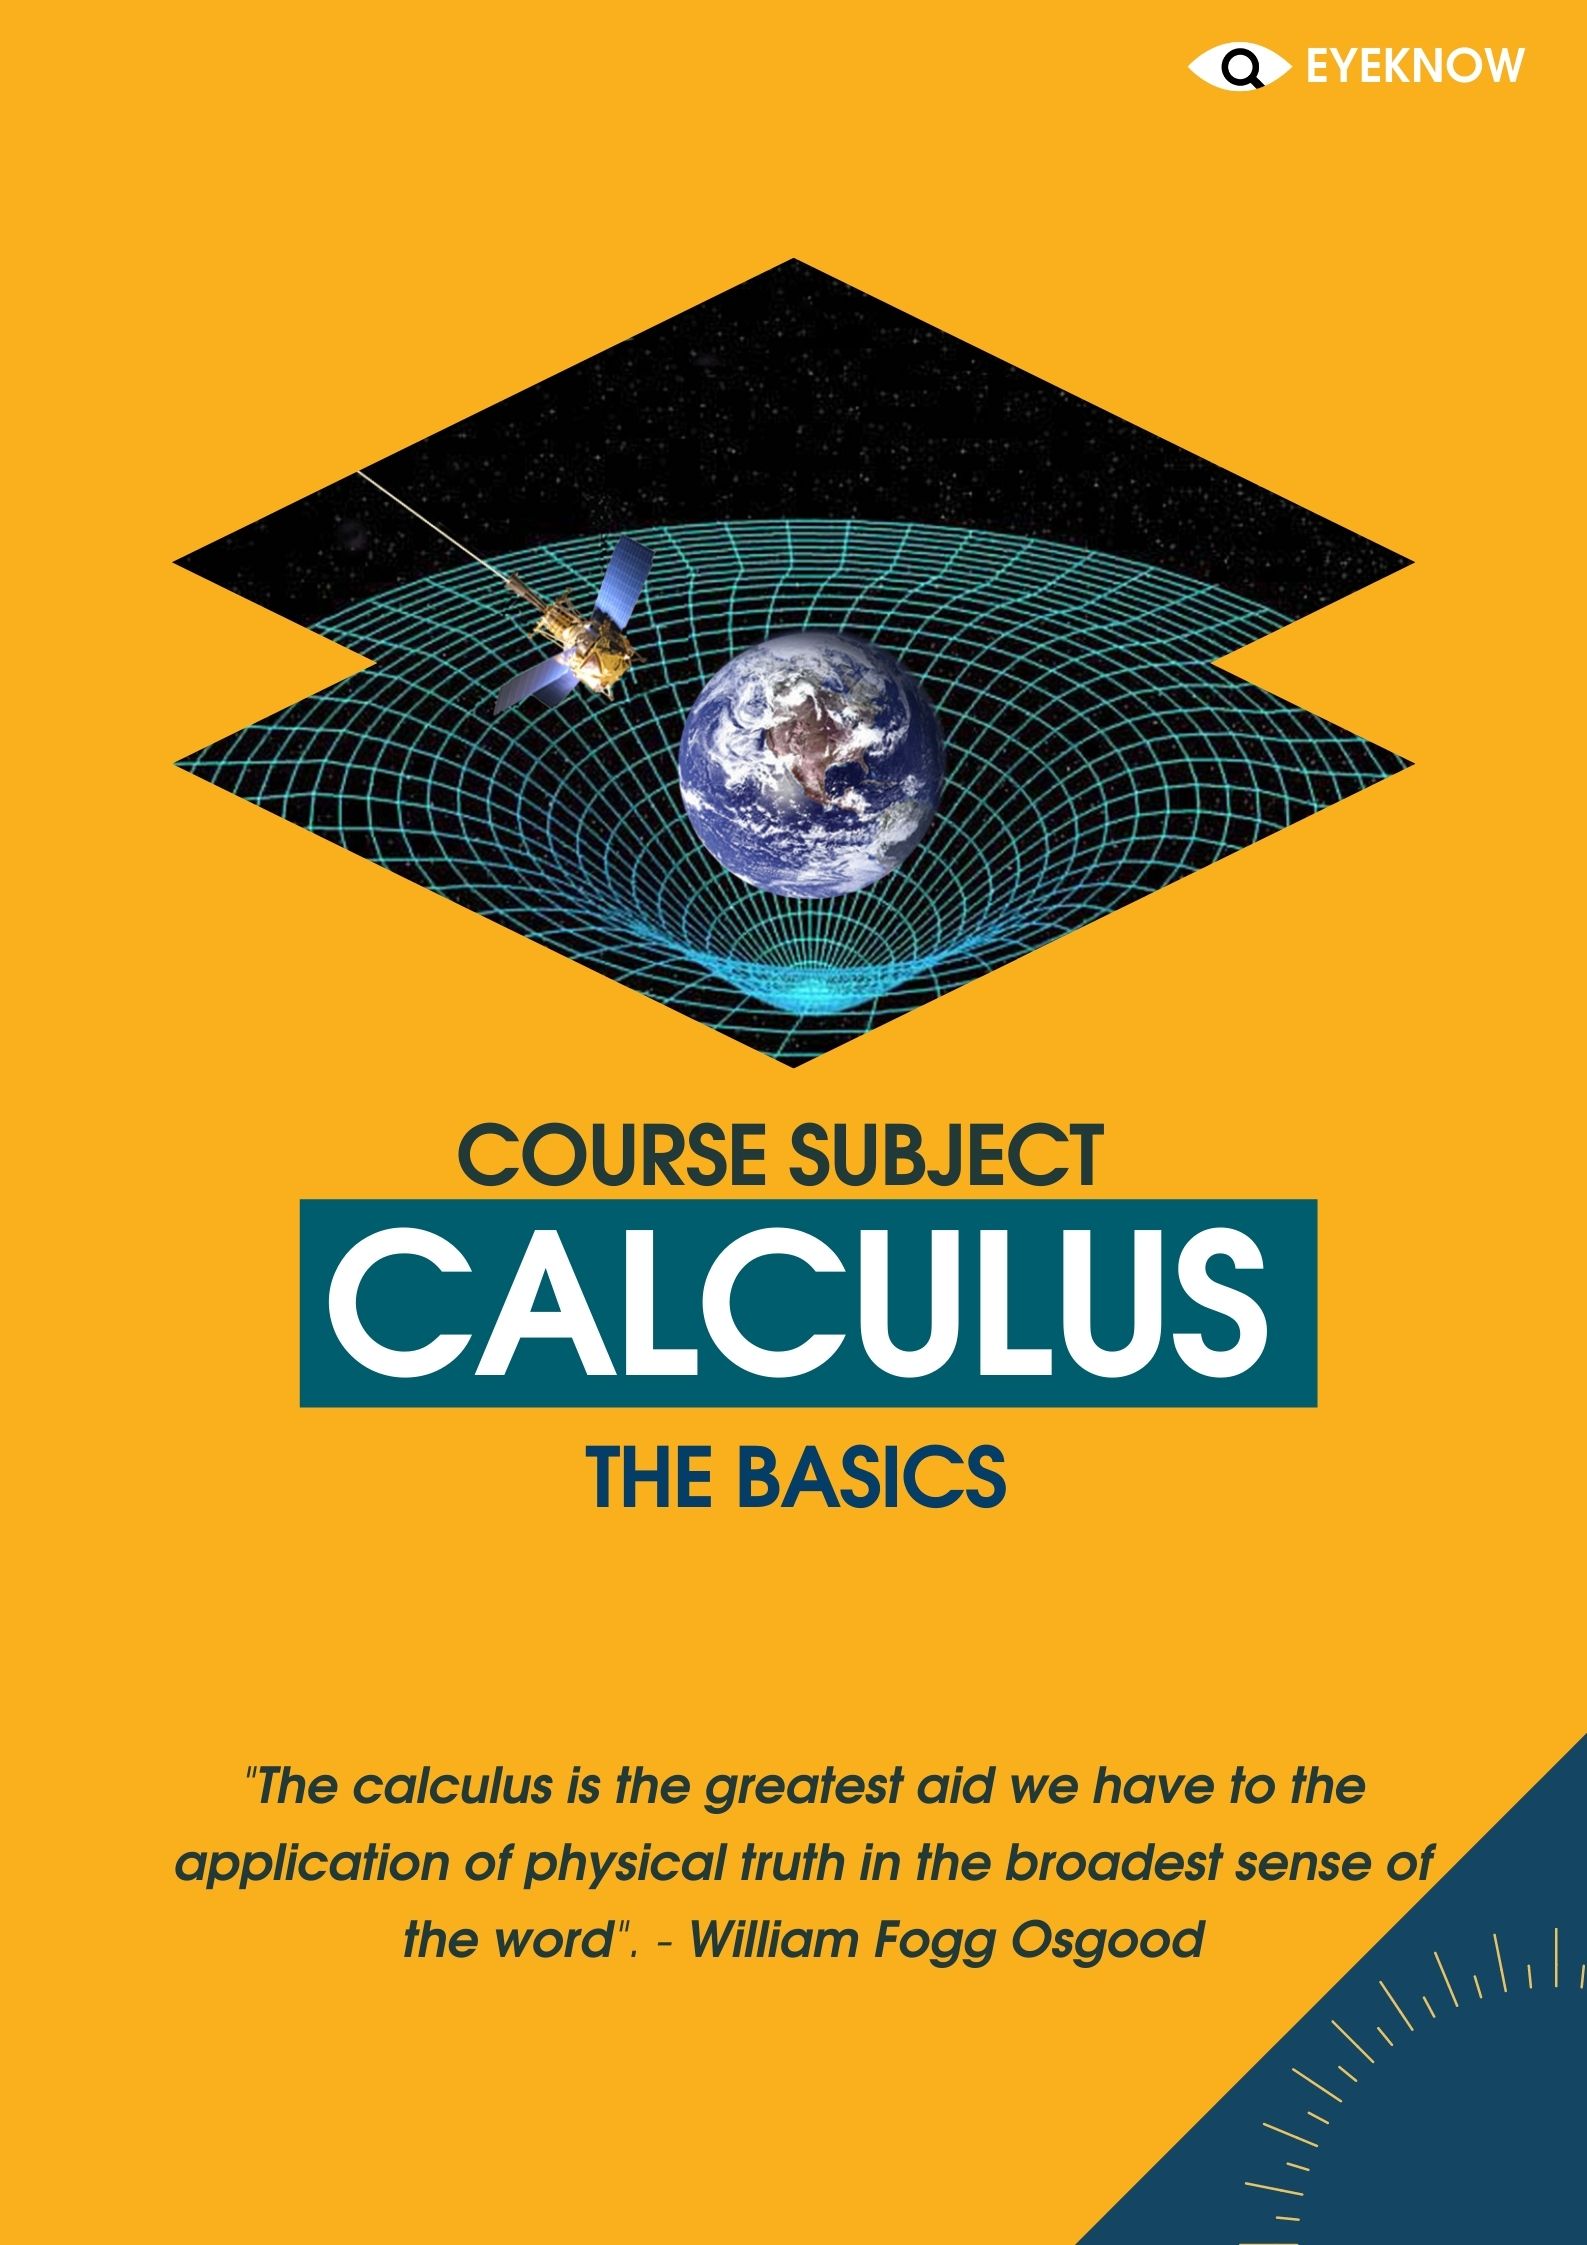 EYEKNOW
COURSE SUBJECT
CALCULUS
THE BASICS
"The calculus is the greatest aid we have to the
application of physical truth in the broadest sense of
the word". - William Fogg Osgood